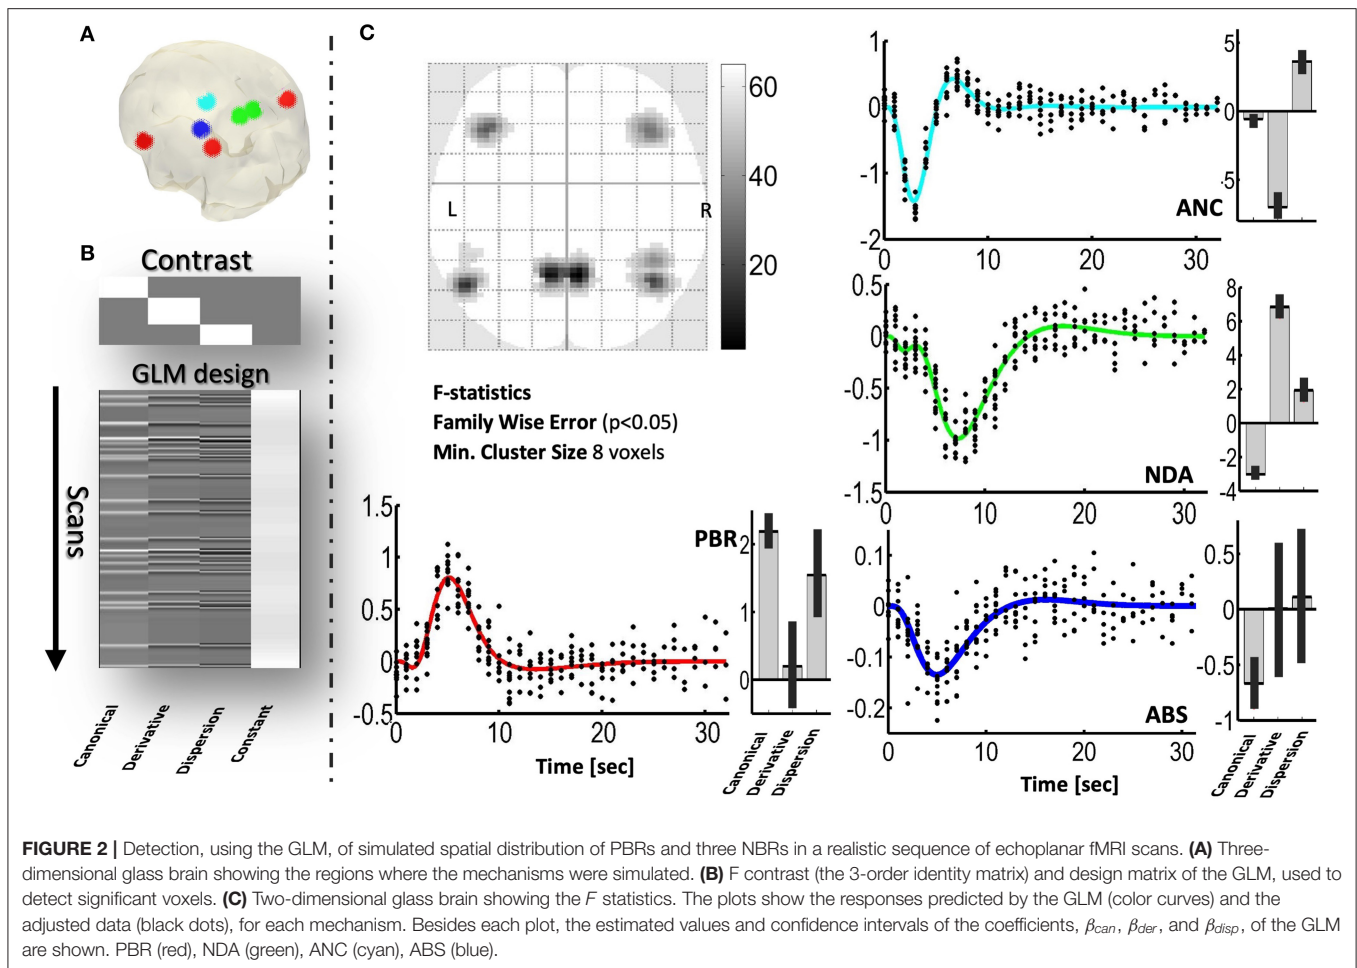 A
B
Contrast
GLM design
Scans
Canonical
Derivative
Dispersion
Constant
C
L
R
60
40
20
F-statistics
Family Wise Error (p<0.05)
Min. Cluster Size 8 voxels
1.5
1
0.5
0
-0.5
0
10
20
30
Time [sec]
PBR
2
1
0
Canonical
Derivative
Dispersion
1
0
-1
-2
0
10
20
30
ANC
5
0
-5
0.5
0
-0.5
-1
-1.5
0
10
20
30
NDA
8
6
4
2
0
-2
-4
0.1
0
-0.1
-0.2
0
10
20
30
Time [sec]
ABS
0.5
0
-0.5
-1
Canonical
Derivative
Dispersion
FIGURE 2 | Detection, using the GLM, of simulated spatial distribution of PBRs and three NBRs in a realistic sequence of echoplanar fMRI scans. (A) Three-
dimensional glass brain showing the regions where the mechanisms were simulated. (B) F contrast (the 3-order identity matrix) and design matrix of the GLM, used to
detect significant voxels. (C) Two-dimensional glass brain showing the F statistics. The plots show the responses predicted by the GLM (color curves) and the
adjusted data (black dots), for each mechanism. Besides each plot, the estimated values and confidence intervals of the coefficients, βcan, βder, and βdisp, of the GLM
are shown. PBR (red), NDA (green), ANC (cyan), ABS (blue).